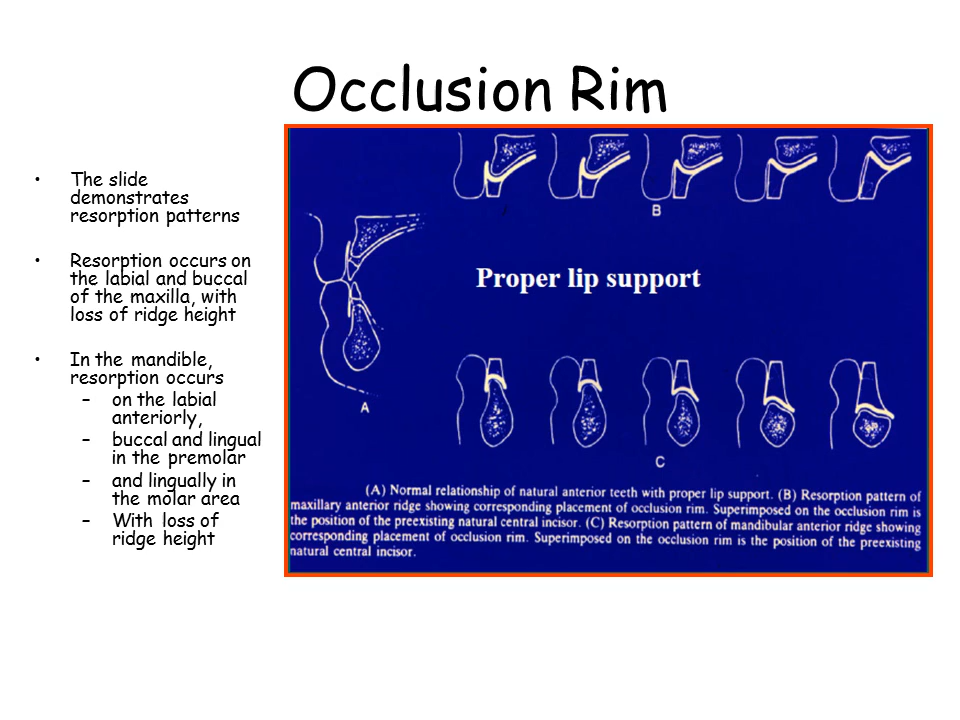 Occlusion Rim
• The slide
demonstrates
resorption patterns
• Resorption occurs on
the labial and buccal
of the maxilla, with
loss of ridge height
• In the mandible,
resorption occurs
– on the labial
anteriorly,
– buccal and lingual
in the premolar
– and lingually in
the molar area
– With loss of
ridge height
B
Proper lip support
A
C
(A) Normal relationship of natural anterior teeth with proper lip support. (B) Resorption pattern of
maxillary anterior ridge showing corresponding placement of occlusion rim. Superimposed on the occlusion rim is
the position of the preexisting natural central incisor. (C) Resorption pattern of mandibular anterior ridge showing
corresponding placement of occlusion rim. Superimposed on the occlusion rim is the position of the preexisting
natural central incisor.